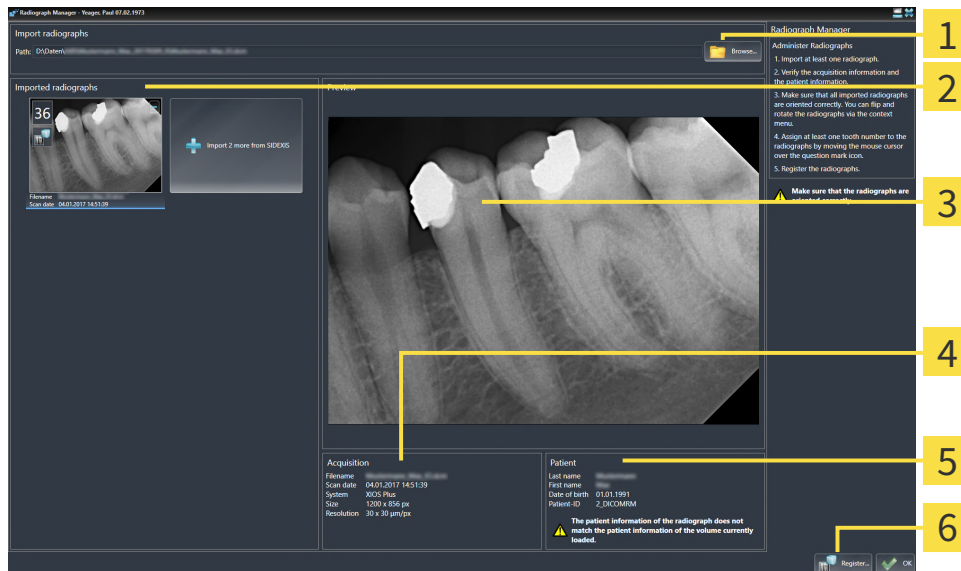 Radiograph Manager - Yeager, Paul 07.02.1973
Import radiographs
Path: D:\Daten\
Browse...
Imported radiographs
36
Import 2 more from SIDEXIS
Filename
Scan date 04.01.2017 14:51:39
Preview
Acquisition
Filename
Scan date 04.01.2017 14:51:39
System XIOS Plus
Size 1200 x 856 px
Resolution 30 x 30 µm/px
Patient
Last name
First name
Date of birth 01.01.1991
Patient-ID 2_DICOMRM
The patient information of the radiograph does not
match the patient information of the volume currently
loaded.
Radiograph Manager
Administer Radiographs
1. Import at least one radiograph.
2. Verify the acquisition information and
the patient information.
3. Make sure that all imported radiographs
are oriented correctly. You can flip and
rotate the radiographs via the context
menu.
4. Assign at least one tooth number to the
radiographs by moving the mouse cursor
over the question mark icon.
5. Register the radiographs.
Make sure that the radiographs are
oriented correctly.
Register...
OK
1
2
3
4
5
6